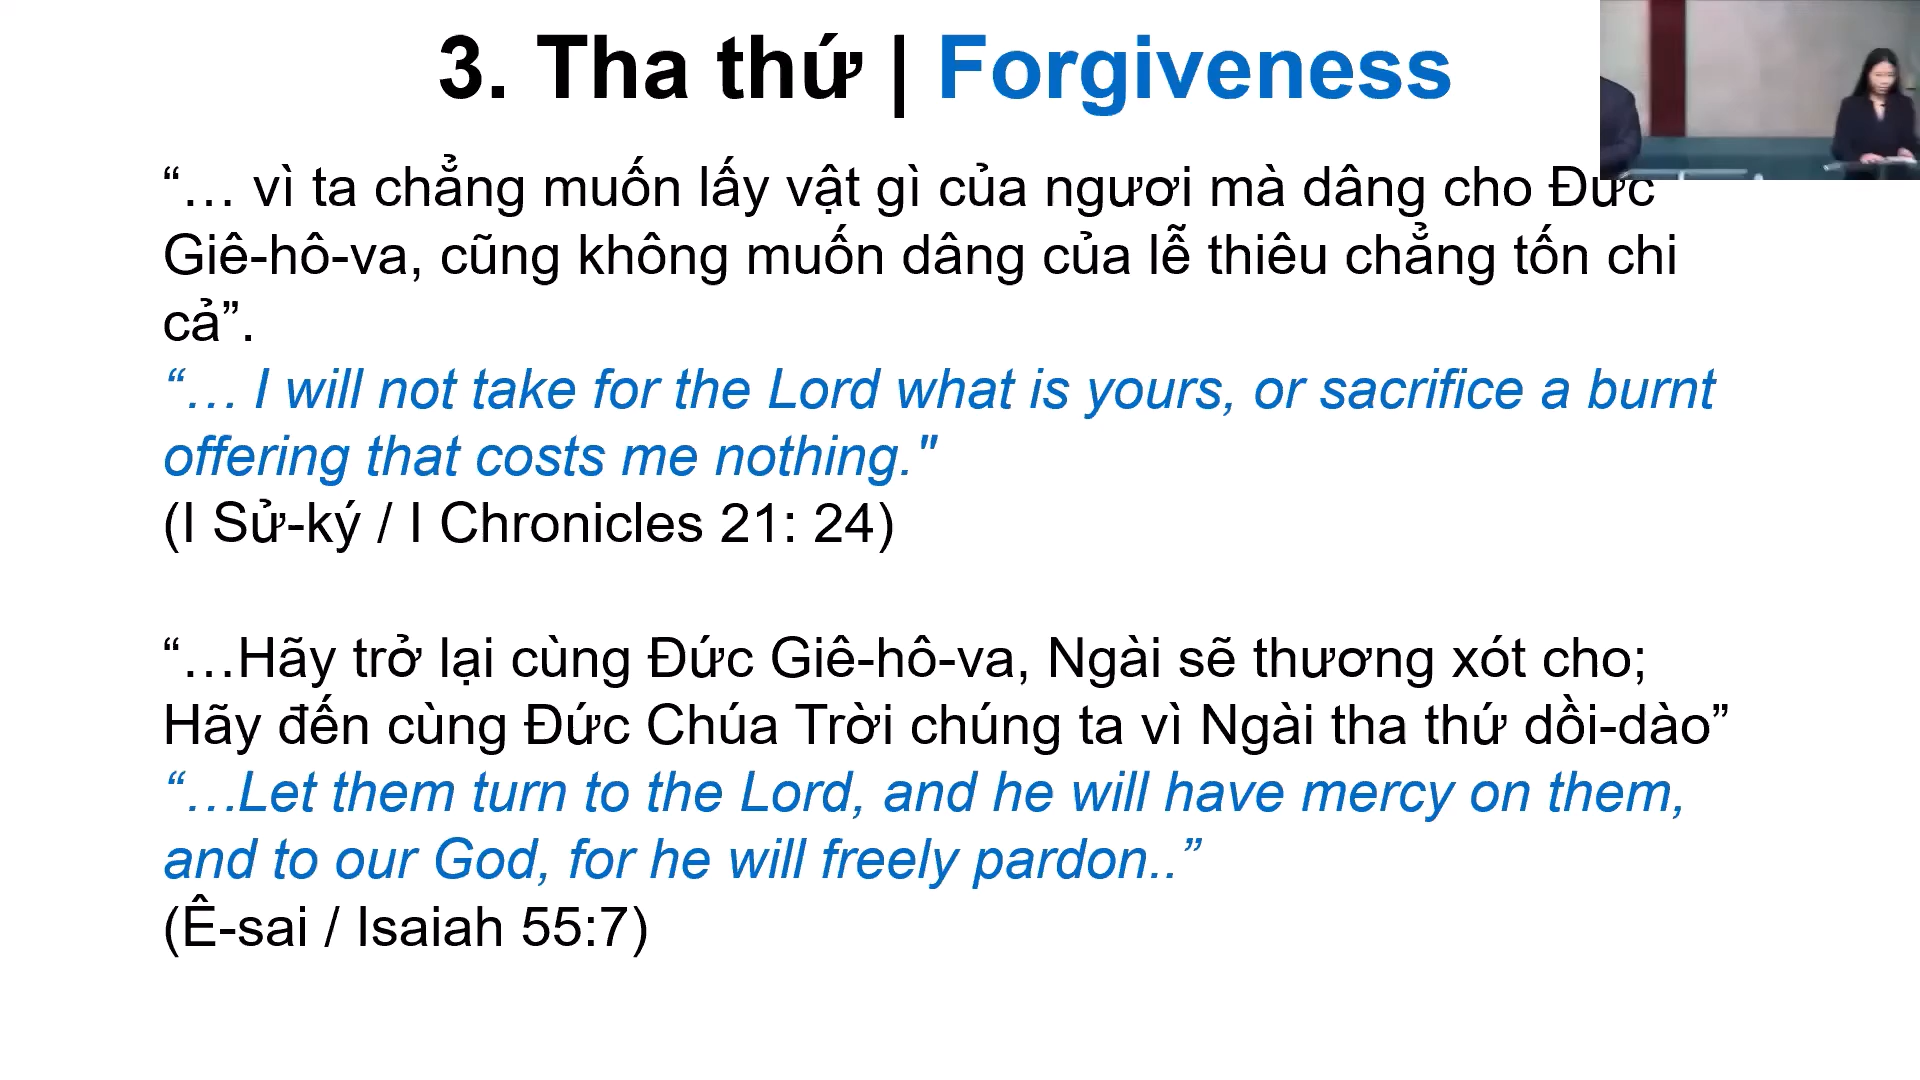 3. Tha thứ | Forgiveness
“… vì ta chẳng muốn lấy vật gì của ngươi mà dâng cho Đức
Giê-hô-va, cũng không muốn dâng của lễ thiêu chẳng tốn chi
cả”.
“… I will not take for the Lord what is yours, or sacrifice a burnt
offering that costs me nothing."
(I Sử-ký / I Chronicles 21: 24)
“…Hãy trở lại cùng Đức Giê-hô-va, Ngài sẽ thương xót cho;
Hãy đến cùng Đức Chúa Trời chúng ta vì Ngài tha thứ dồi-dào”
“…Let them turn to the Lord, and he will have mercy on them,
and to our God, for he will freely pardon..”
(Ê-sai / Isaiah 55:7)